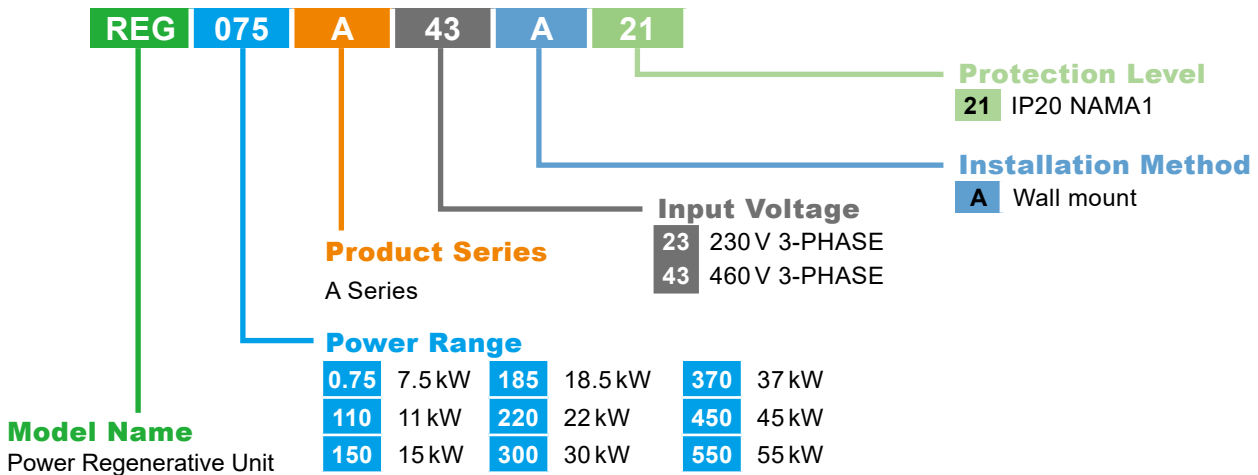 REG 075 A 43 A 21
Protection Level
21 IP20 NAMA1
Installation Method
A Wall mount
Input Voltage
23 230 V 3-PHASE
43 460 V 3-PHASE
Product Series
A Series
Power Range
0.75 7.5 kW 185 18.5 kW 370 37 kW
110 11 kW 220 22 kW 450 45 kW
150 15 kW 300 30 kW 550 55 kW
Model Name
Power Regenerative Unit